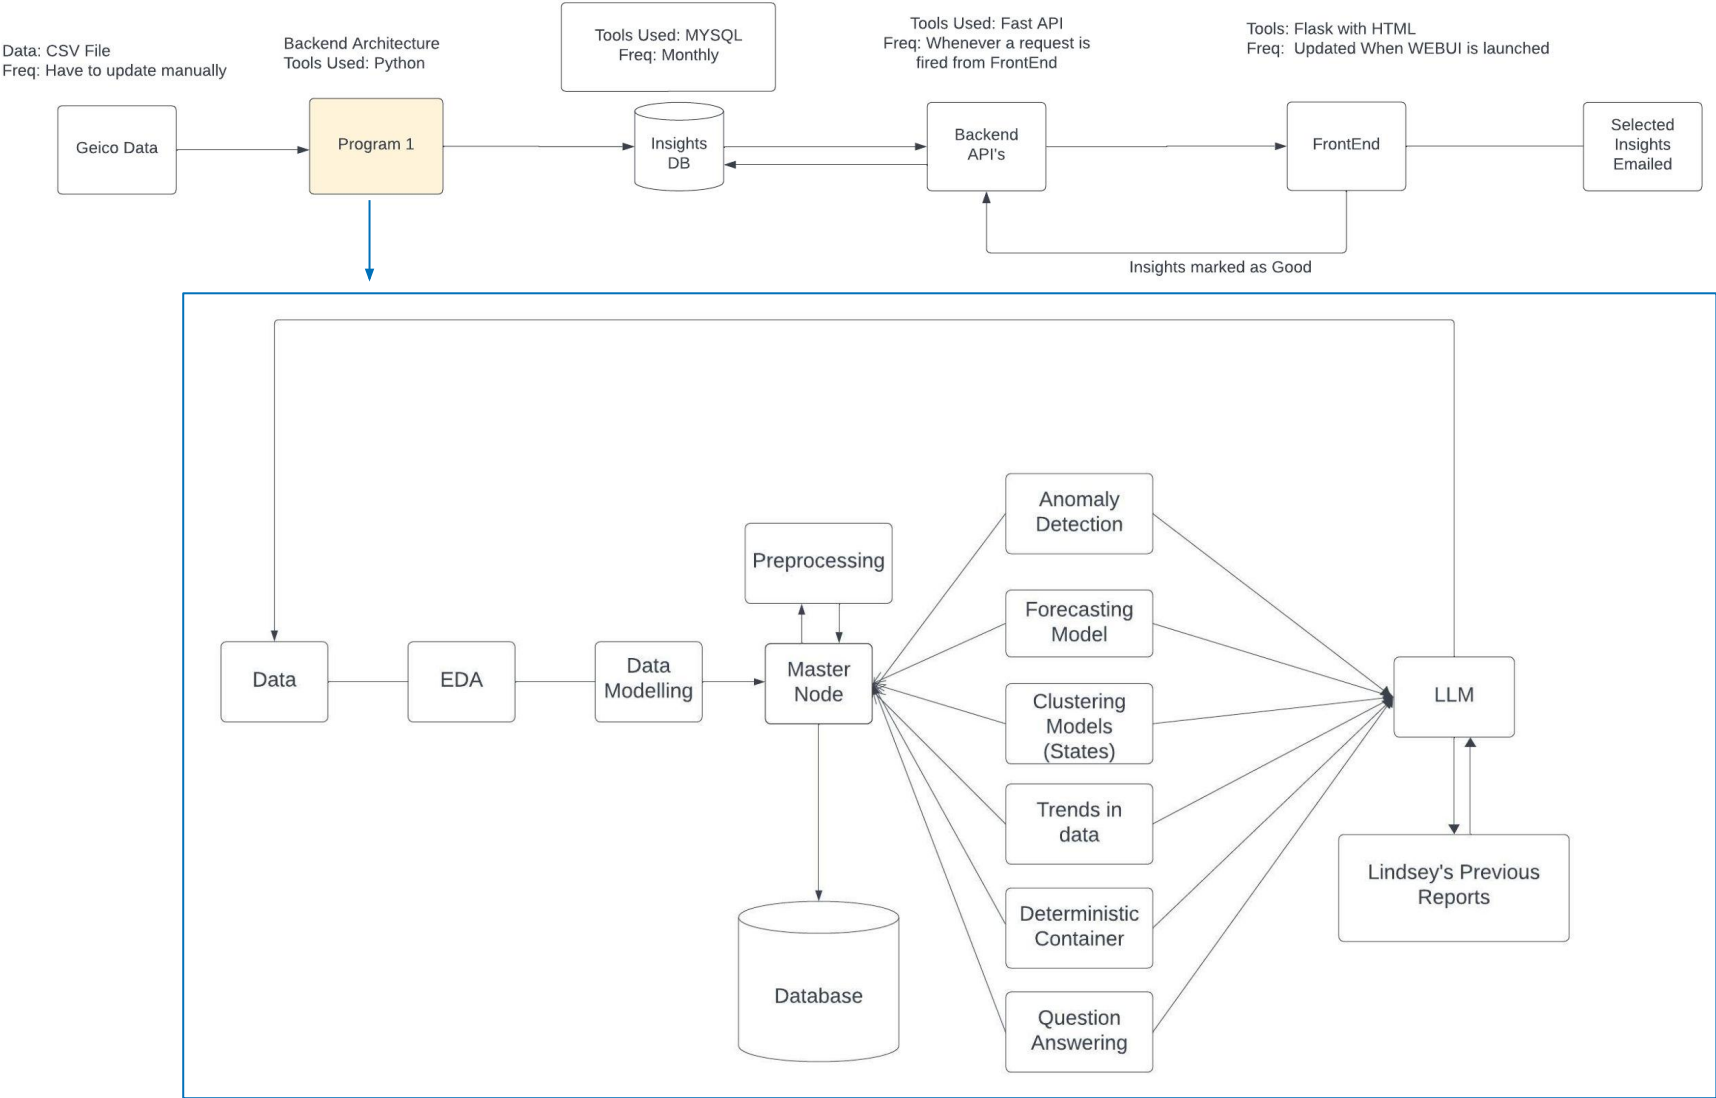 Data: CSV File
Freq: Have to update manually
Backend Architecture
Tools Used: Python
Tools Used: MYSQL
Freq: Monthly
Tools Used: Fast API
Freq: Whenever a request is
fired from FrontEnd
Tools: Flask with HTML
Freq:  Updated When WEBUI is launched
Geico Data
Program 1
Insights
DB
Backend
API's
FrontEnd
Selected
Insights
Emailed
Insights marked as Good
Anomaly
Detection
Preprocessing
Forecasting
Model
Data
EDA
Data
Modelling
Master
Node
Clustering
Models
(States)
LLM
Trends in
data
Lindsey's Previous
Reports
Deterministic
Container
Database
Question
Answering